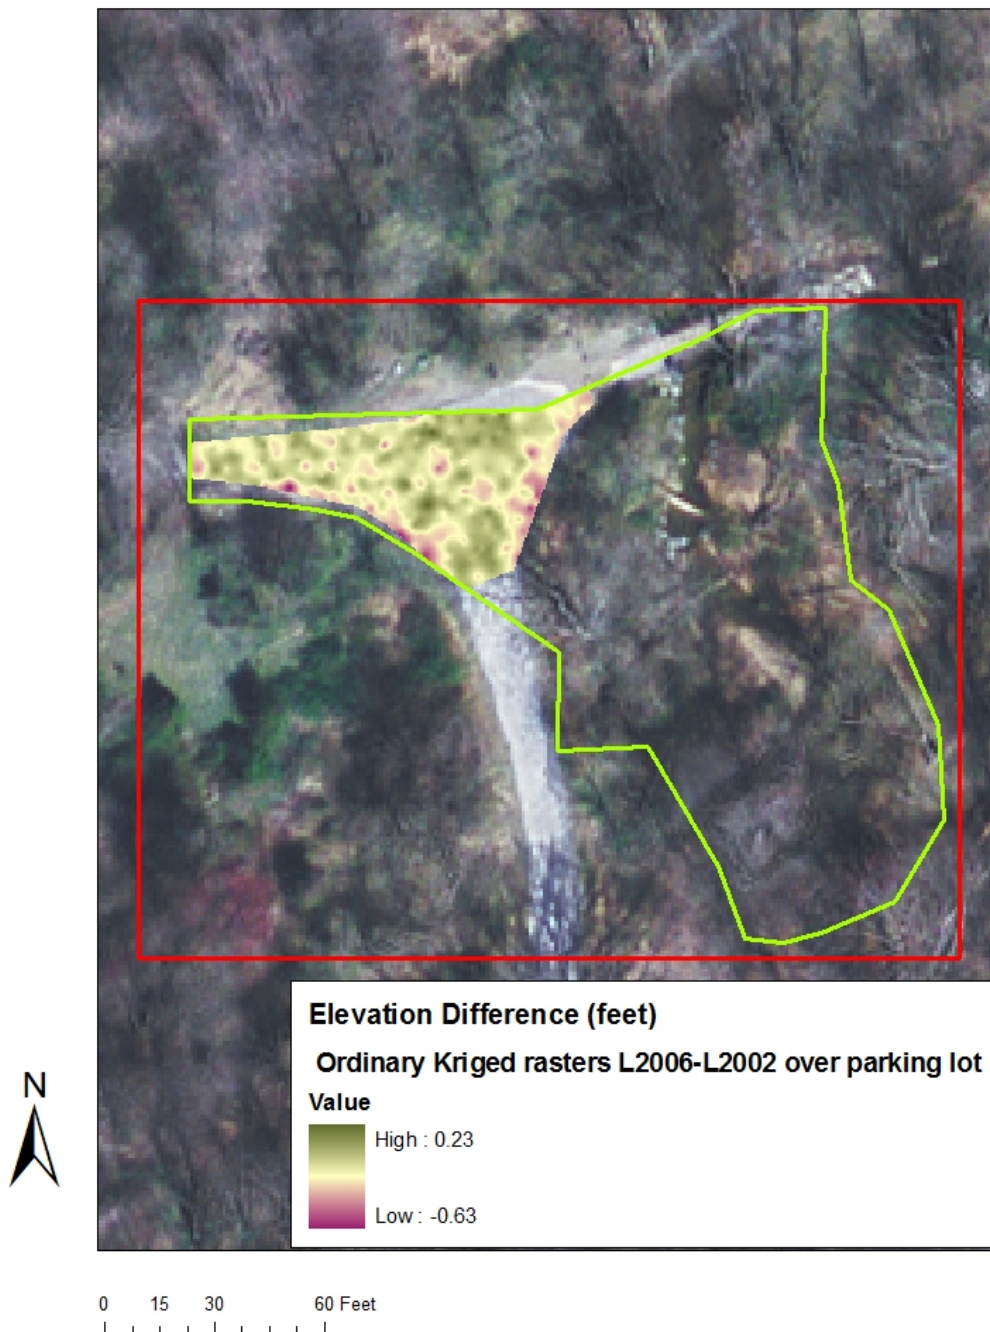 Elevation Difference (feet)
Ordinary Kriged rasters L2006-L2002 over parking lot
Value
High : 0.23
Low : -0.63
N
0 15 30 60 Feet